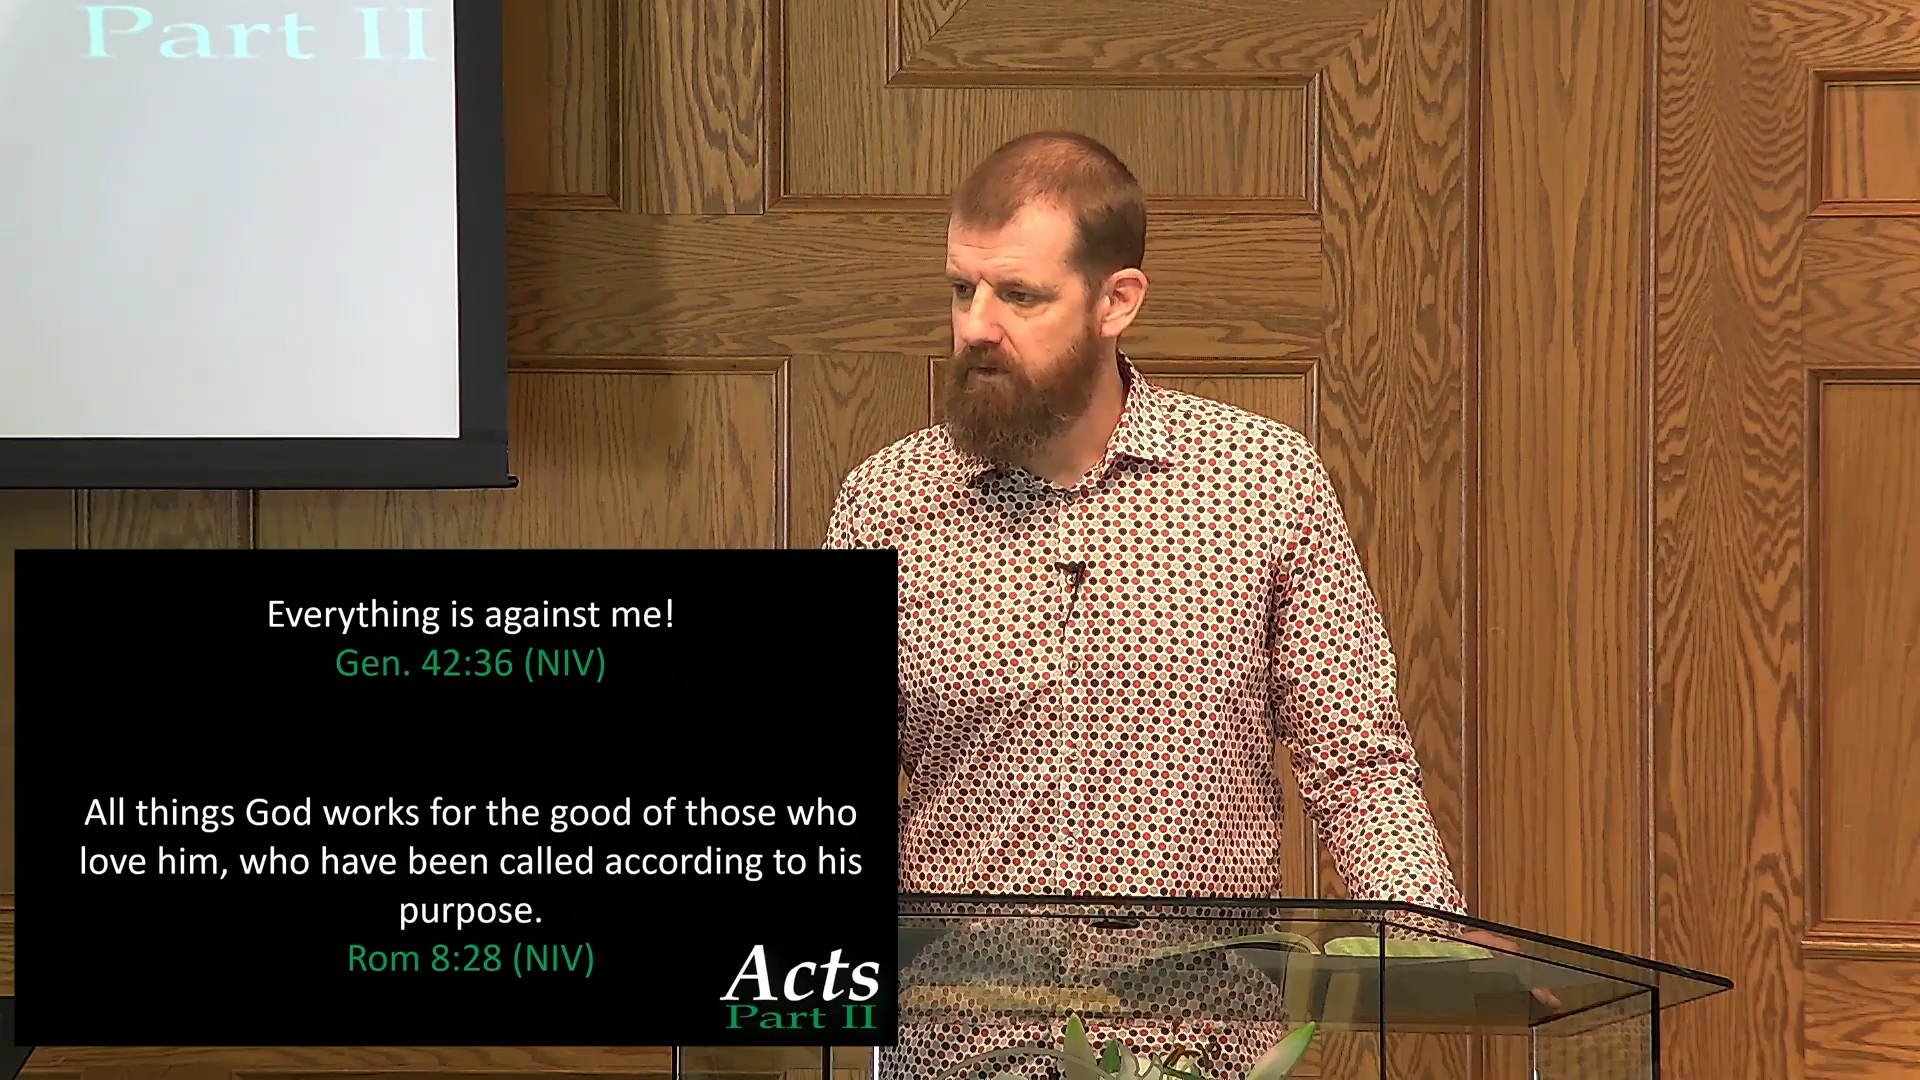 Part II
Everything is against me!
Gen. 42:36 (NIV)
All things God works for the good of those who
love him, who have been called according to his
purpose.
Rom 8:28 (NIV)
Acts
Part II